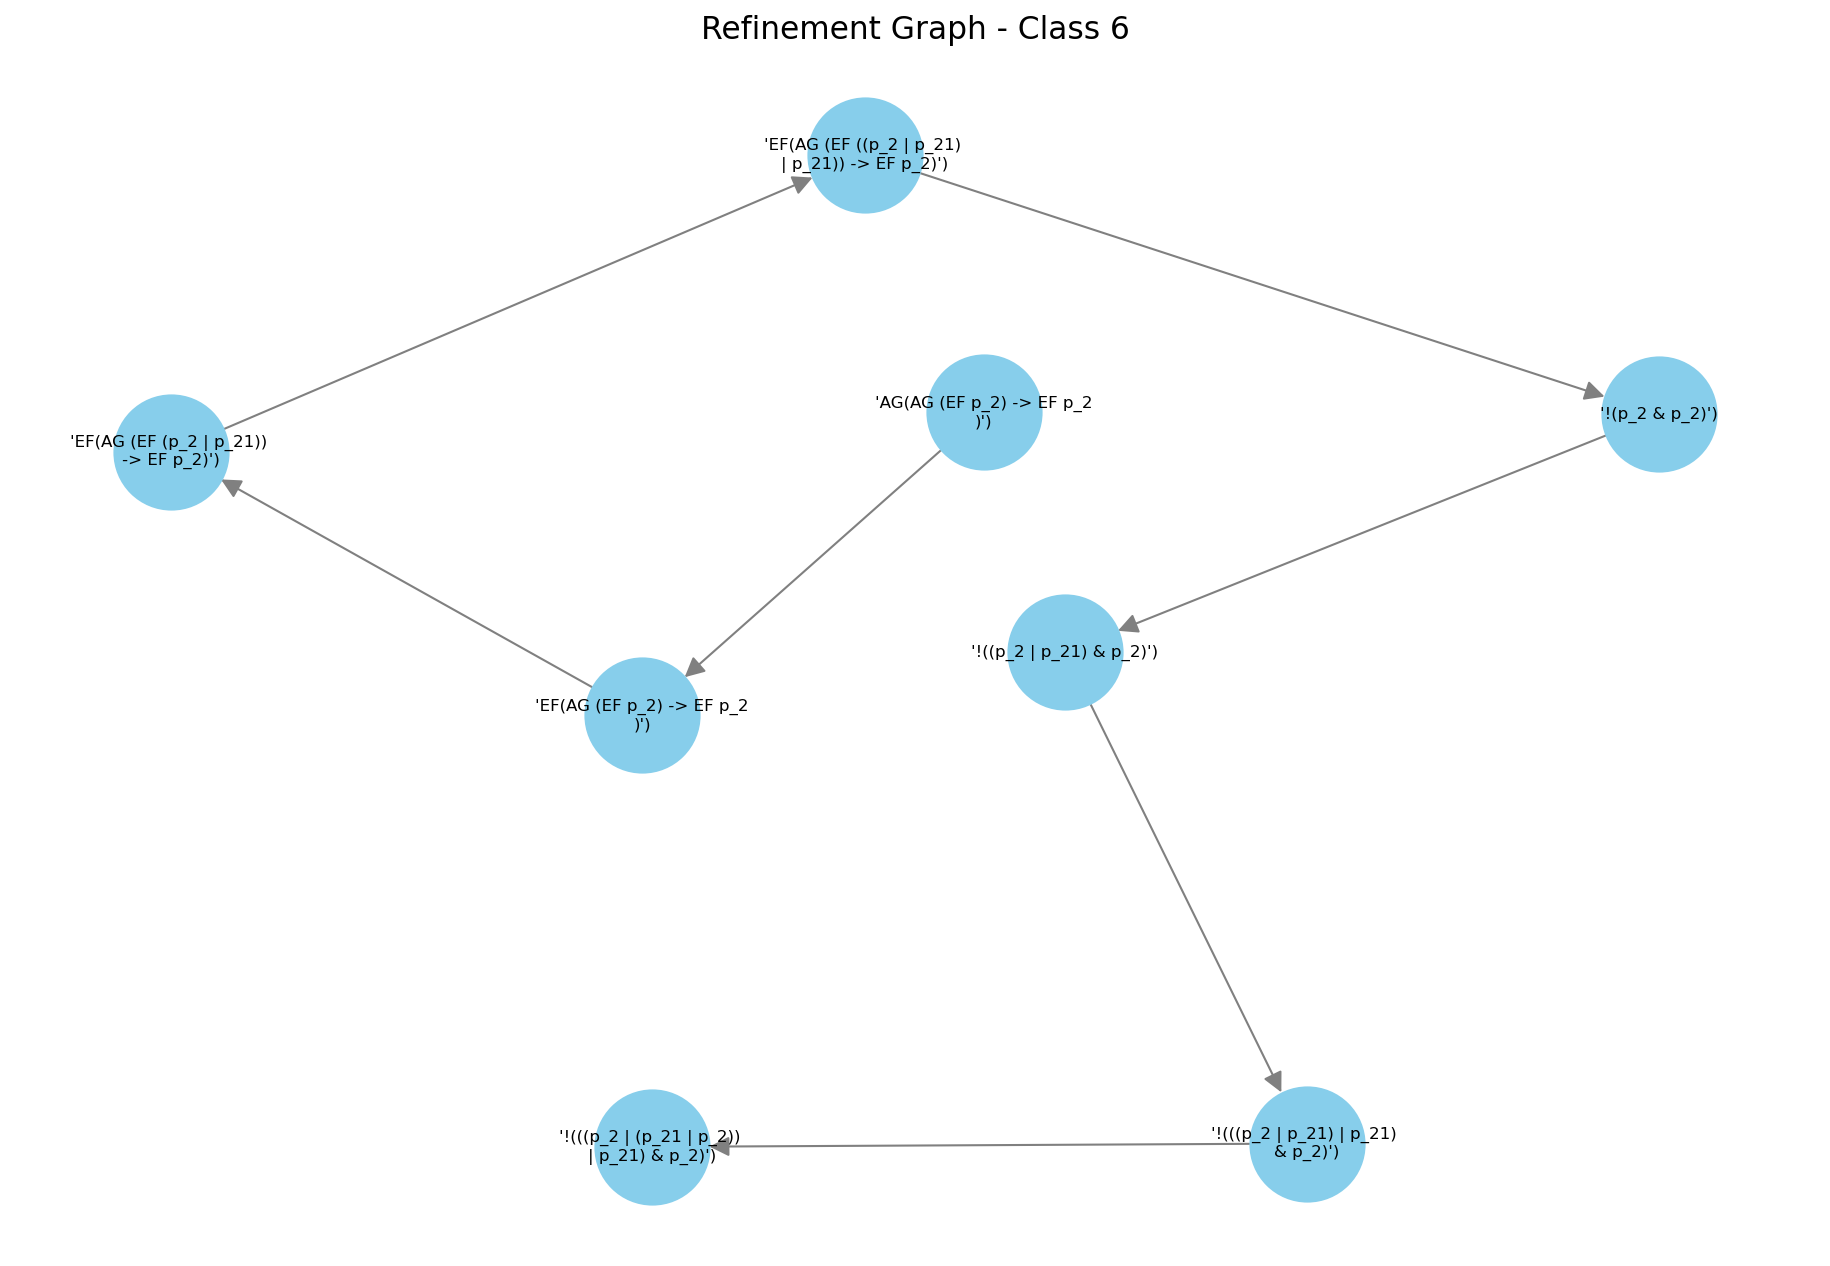 Refinement Graph - Class 6
'EF(AG (EF ((p_2 | p_21)
| p_21)) -> EF p_2)')
'AG(AG (EF p_2) -> EF p_2
)')
'!(p_2 & p_2)')
'EF(AG (EF (p_2 | p_21))
-> EF p_2)')
'!((p_2 | p_21) & p_2)')
'EF(AG (EF p_2) -> EF p_2
)')
'!(((p_2 | (p_21 | p_2))
| p_21) & p_2)')
'!(((p_2 | p_21) | p_21)
& p_2)')